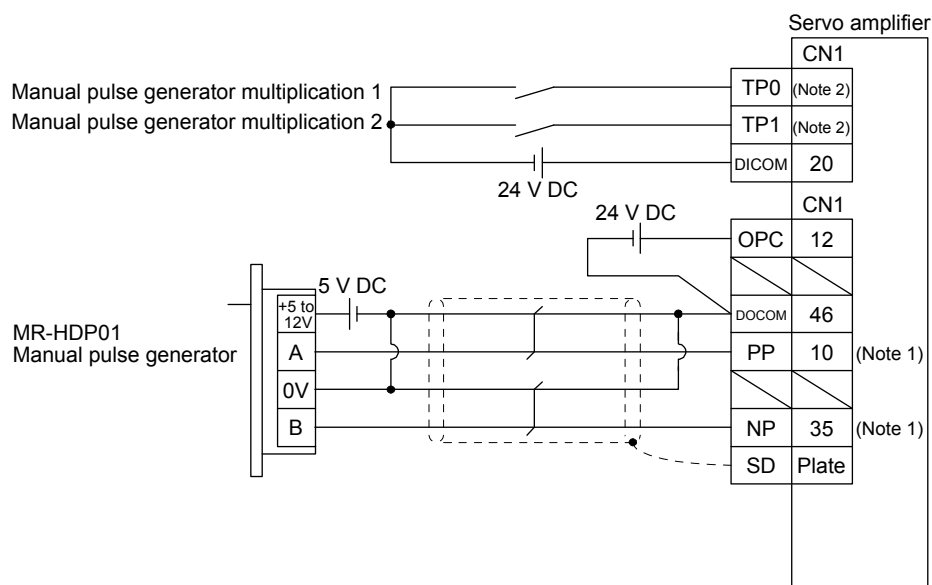 Servo amplifier
CN1
Manual pulse generator multiplication 1
TP0 (Note 2)
Manual pulse generator multiplication 2
TP1 (Note 2)
DICOM 20
24 V DC
CN1
24 V DC
OPC 12
5 V DC
+5 to
12V
DOCOM 46
MR-HDP01
Manual pulse generator
A
PP 10 (Note 1)
0V
B
NP 35 (Note 1)
SD Plate